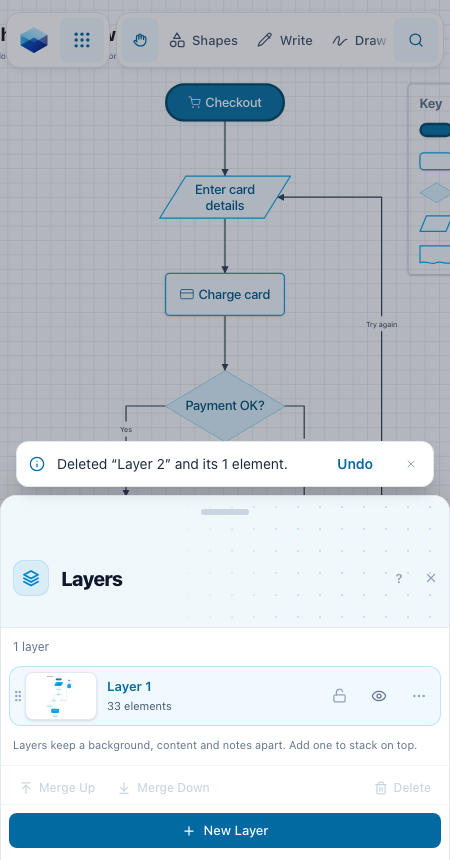 Shapes
Write
Draw
Checkout
Key
Enter card
details
Charge card
Try again
Payment OK?
Yes
Deleted “Layer 2” and its 1 element.
Undo
Layers
?
1 layer
Layer 1
33 elements
Layers keep a background, content and notes apart. Add one to stack on top.
Merge Up
Merge Down
Delete
New Layer